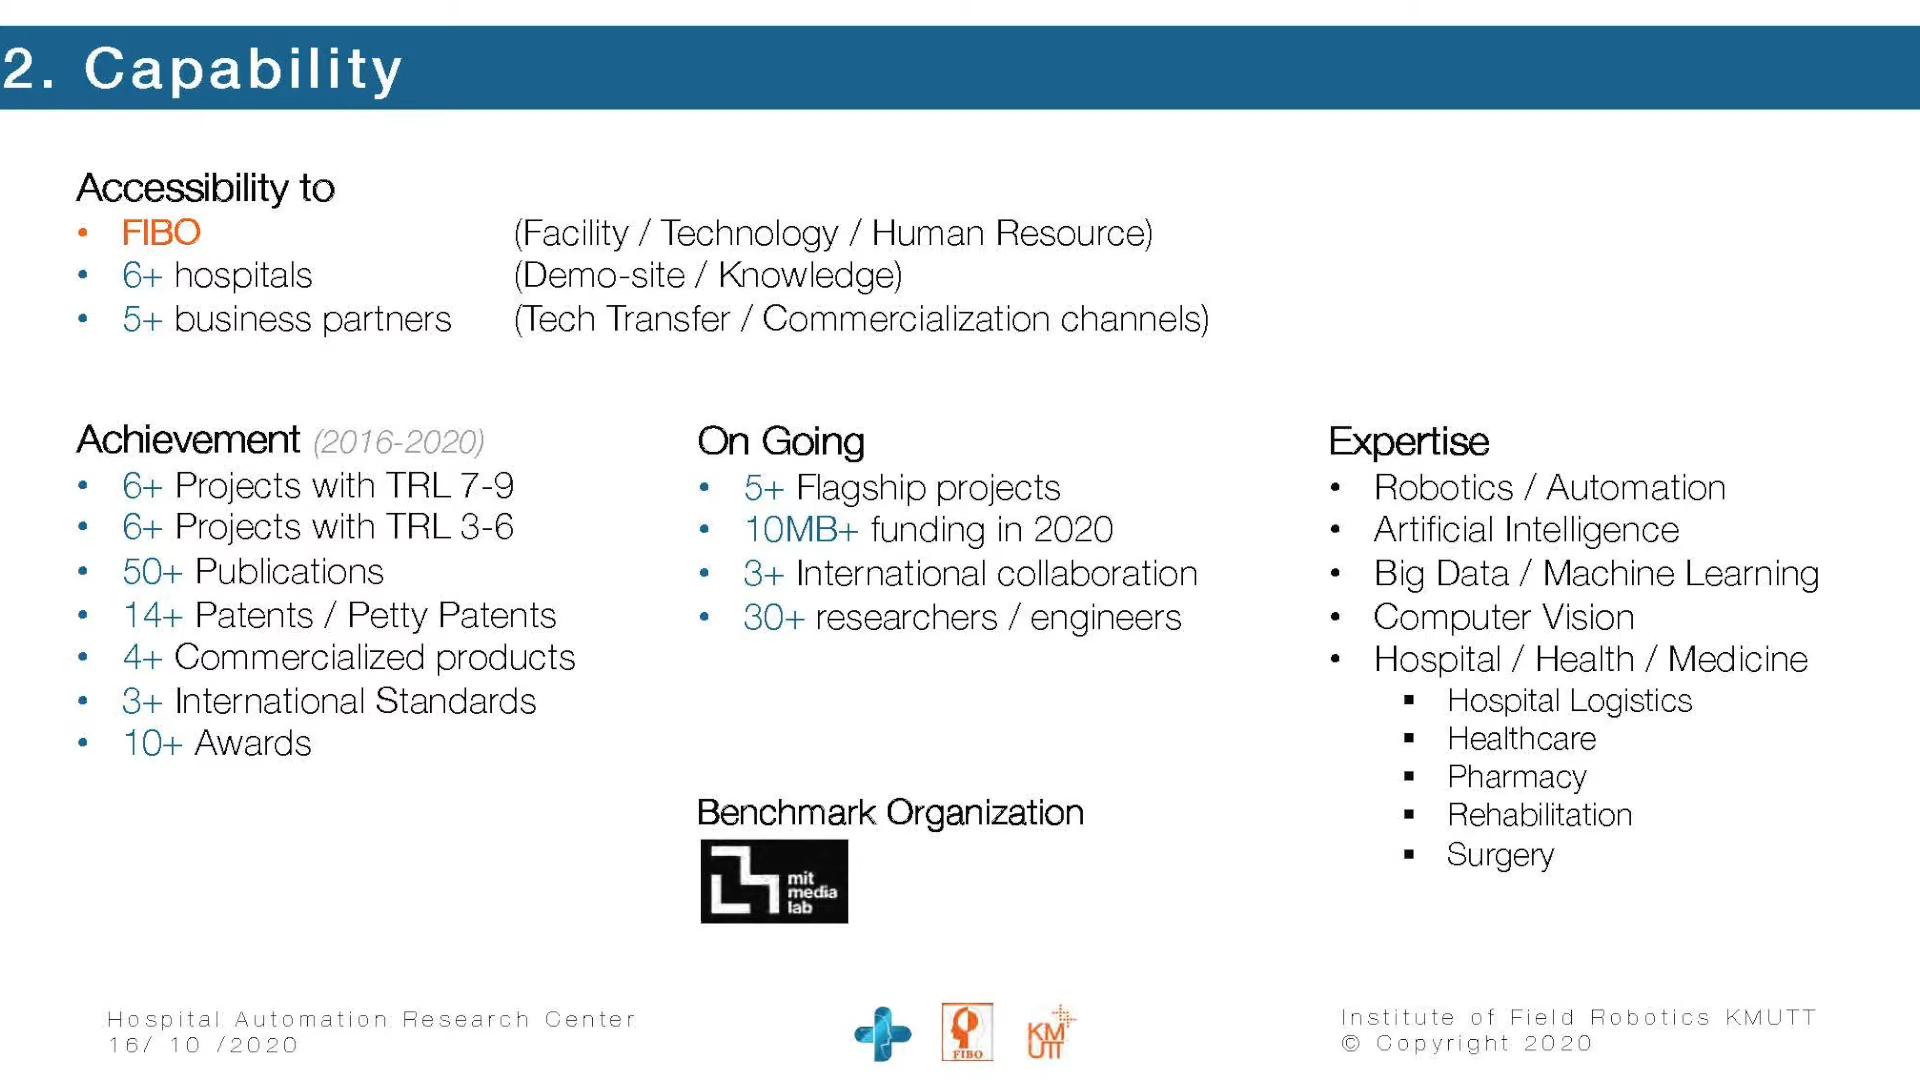 2. Capability
Accessibility to
• FIBO (Facility / Technology / Human Resource)
• 6+ hospitals (Demo-site / Knowledge)
• 5+ business partners (Tech Transfer / Commercialization channels)
Achievement (2016-2020)
• 6+ Projects with TRL 7-9
• 6+ Projects with TRL 3-6
• 50+ Publications
• 14+ Patents / Petty Patents
• 4+ Commercialized products
• 3+ International Standards
• 10+ Awards
On Going
• 5+ Flagship projects
• 10MB+ funding in 2020
• 3+ International collaboration
• 30+ researchers / engineers
Benchmark Organization
mit
media
lab
Expertise
• Robotics / Automation
• Artificial Intelligence
• Big Data / Machine Learning
• Computer Vision
• Hospital / Health / Medicine
▪ Hospital Logistics
▪ Healthcare
▪ Pharmacy
▪ Rehabilitation
▪ Surgery
Hospital Automation Research Center
16/ 10 /2020
FIBO
KM
UTT
Institute of Field Robotics KMUTT
© Copyright 2020